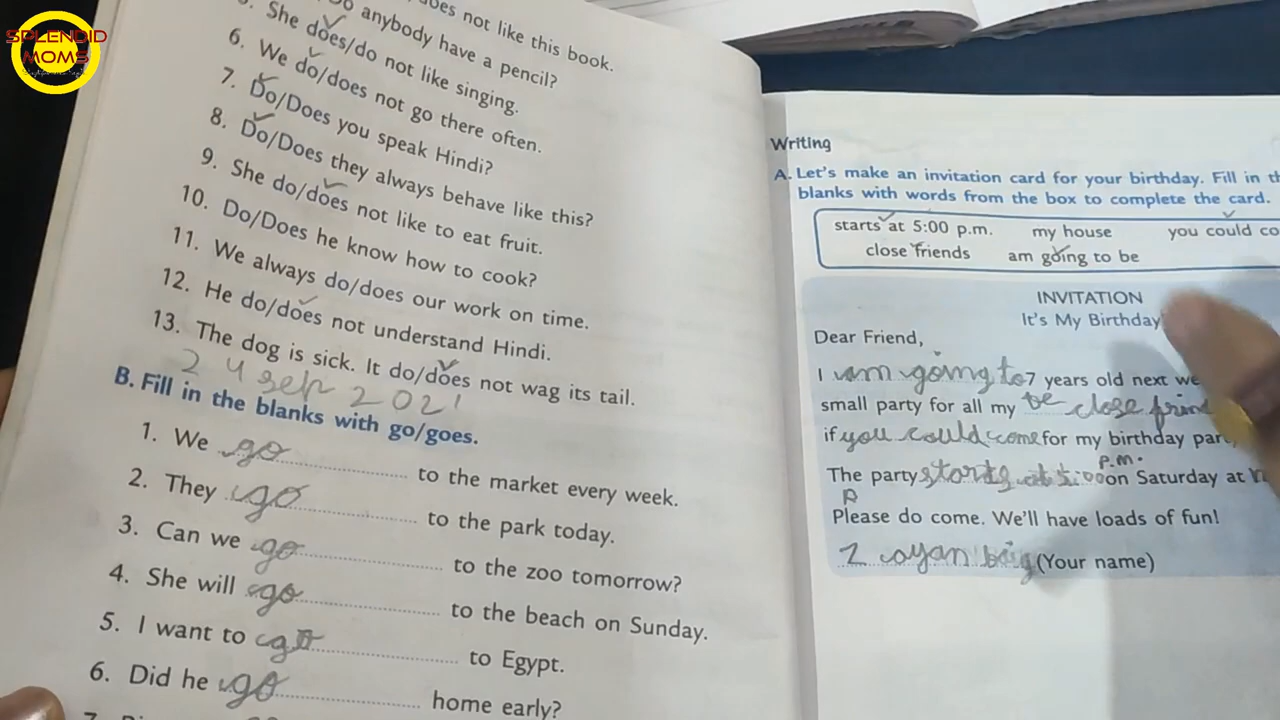 SPLENDID
MOMS
does not like this book.
Do anybody have a pencil?
She does/do not like singing.
6. We do/does not go there often.
7. Do/Does you speak Hindi?
8. Do/Does they always behave like this?
9. She do/does not like to eat fruit.
10. Do/Does he know how to cook?
11. We always do/does our work on time.
12. He do/does not understand Hindi.
13. The dog is sick. It do/does not wag its tail.
24 sep 2021
B. Fill in the blanks with go/goes.
1. We go to the market every week.
2. They go to the park today.
3. Can we go to the zoo tomorrow?
4. She will go to the beach on Sunday.
5. I want to go to Egypt.
6. Did he go home early?
7.
Writing
A. Let's make an invitation card for your birthday. Fill in
blanks with words from the box to complete the card.
starts at 5:00 p.m. my house you could
close friends am going to be
INVITATION
It's My Birthday
Dear Friend,
I am going to 7 years old next
small party for all my be close
if you could come for my birthday
p.m.
The party starts at 5:00 on Saturday at
Please do come. We'll have loads of fun!
(Your name)